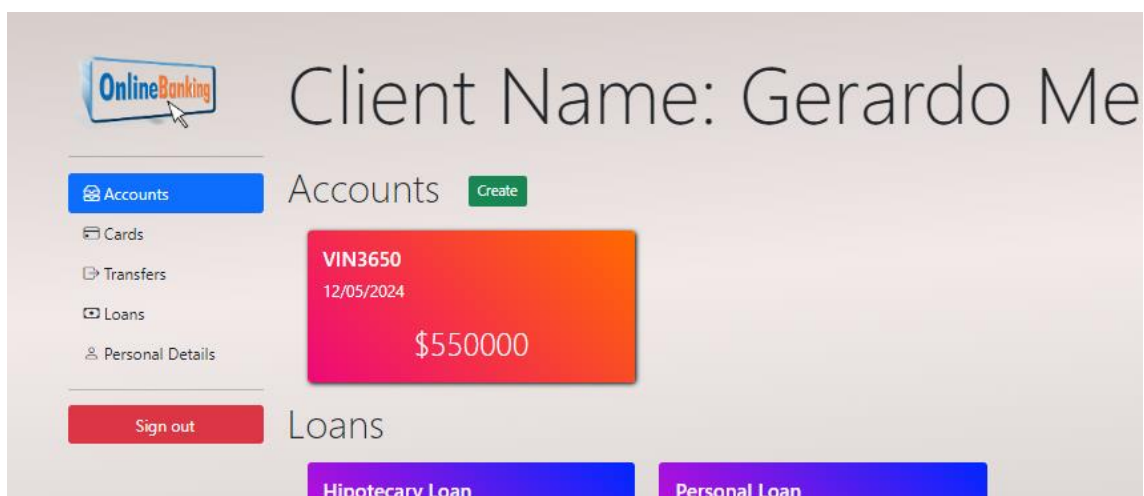 OnlineBanking
Client Name: Gerardo Me
Accounts
Cards
Transfers
Loans
Personal Details
Sign out
Accounts Create
VIN3650
12/05/2024
$550000
Loans
Hipotecary Loan
Personal Loan